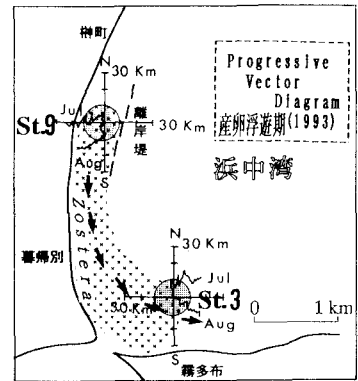 榊町
N
30 Km
Progressive
Vector
Diagram
産卵浮遊期(1993)
Jul
St.9
30 Km
離岸堤
Aug
S
浜中湾
Zostera
暮帰別
N
30 Km
Jul
30 Km
St.3
Aug
S
0 1 km
霧多布